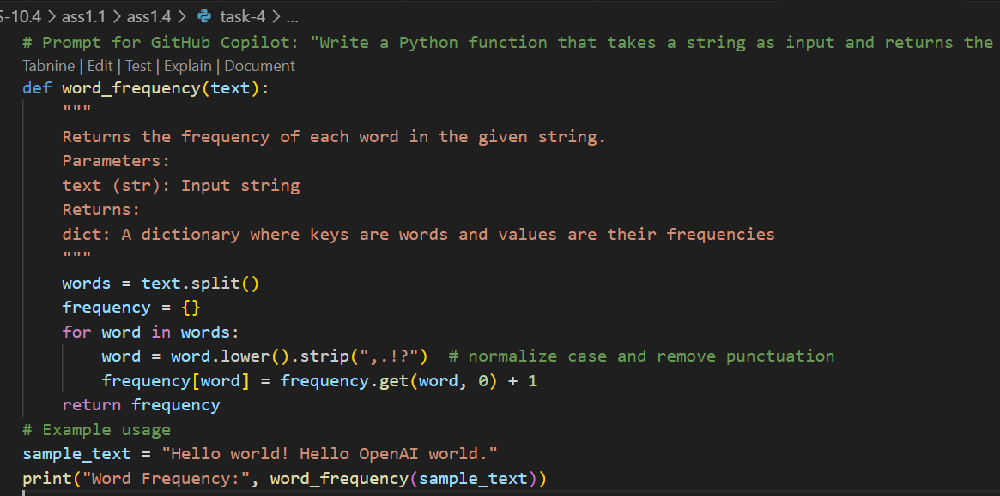 5-10.4 > ass1.1 > ass1.4 > task-4 > ...
# Prompt for GitHub Copilot: "Write a Python function that takes a string as input and returns the
Tabnine | Edit | Test | Explain | Document
def word_frequency(text):
    """
    Returns the frequency of each word in the given string.
    Parameters:
    text (str): Input string
    Returns:
    dict: A dictionary where keys are words and values are their frequencies
    """
    words = text.split()
    frequency = {}
    for word in words:
        word = word.lower().strip(",.!?")  # normalize case and remove punctuation
        frequency[word] = frequency.get(word, 0) + 1
    return frequency
# Example usage
sample_text = "Hello world! Hello OpenAI world."
print("Word Frequency:", word_frequency(sample_text))